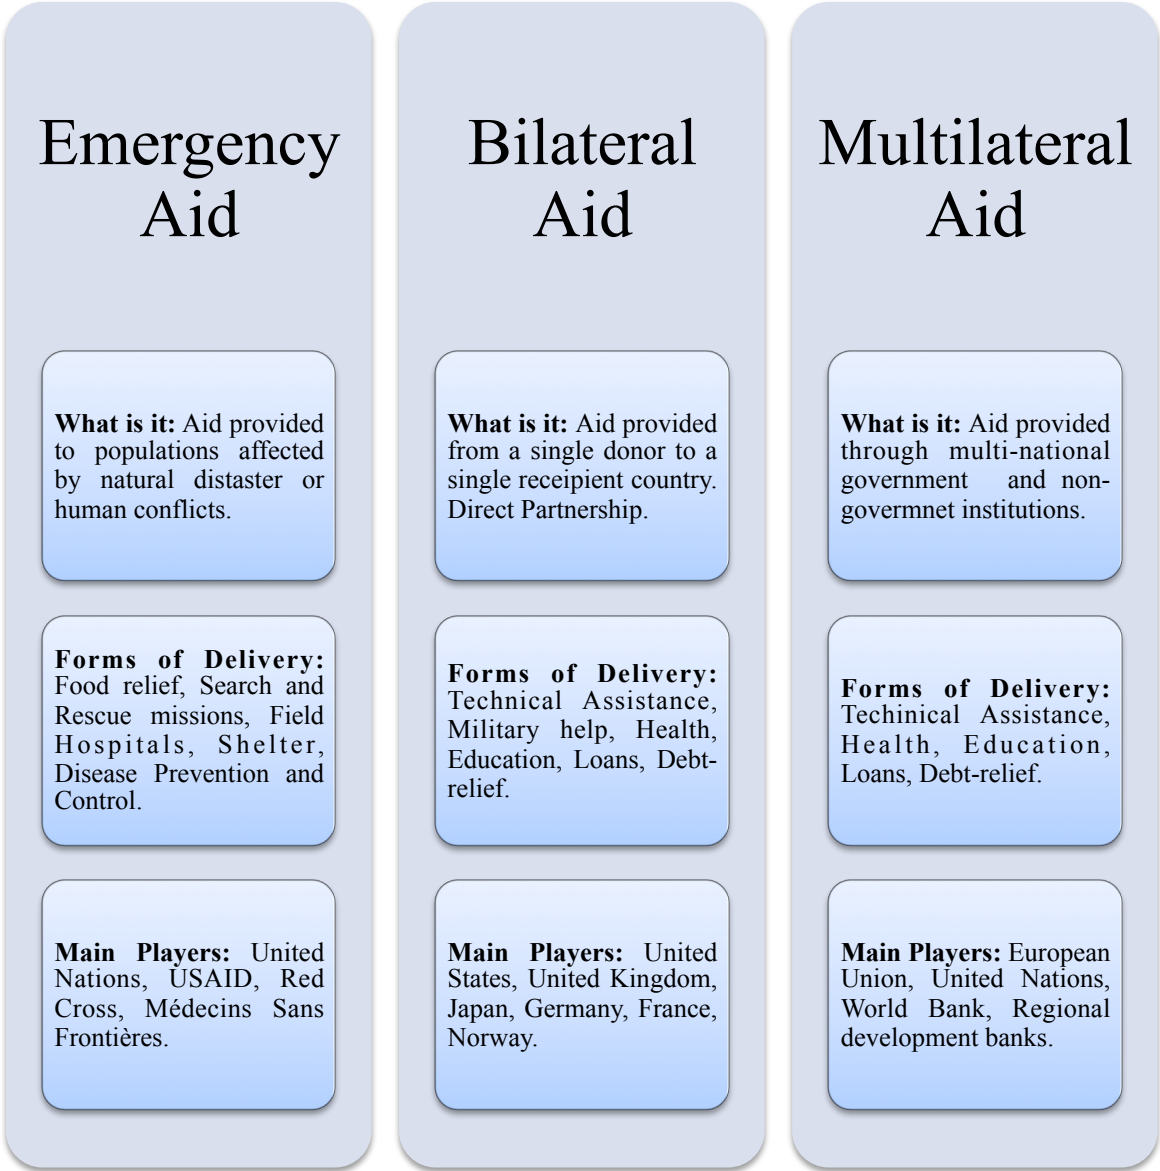 Emergency
Aid
What is it: Aid provided
to populations affected
by natural distaster or
human conflicts.
Forms of Delivery:
Food relief, Search and
Rescue missions, Field
Hospitals, Shelter,
Disease Prevention and
Control.
Main Players: United
Nations, USAID, Red
Cross, Médecins Sans
Frontières.
Bilateral
Aid
What is it: Aid provided
from a single donor to a
single receipient country.
Direct Partnership.
Forms of Delivery:
Technical Assistance,
Military help, Health,
Education, Loans, Debt-
relief.
Main Players: United
States, United Kingdom,
Japan, Germany, France,
Norway.
Multilateral
Aid
What is it: Aid provided
through multi-national
government and non-
govermnet institutions.
Forms of Delivery:
Techinical Assistance,
Health, Education,
Loans, Debt-relief.
Main Players: European
Union, United Nations,
World Bank, Regional
development banks.